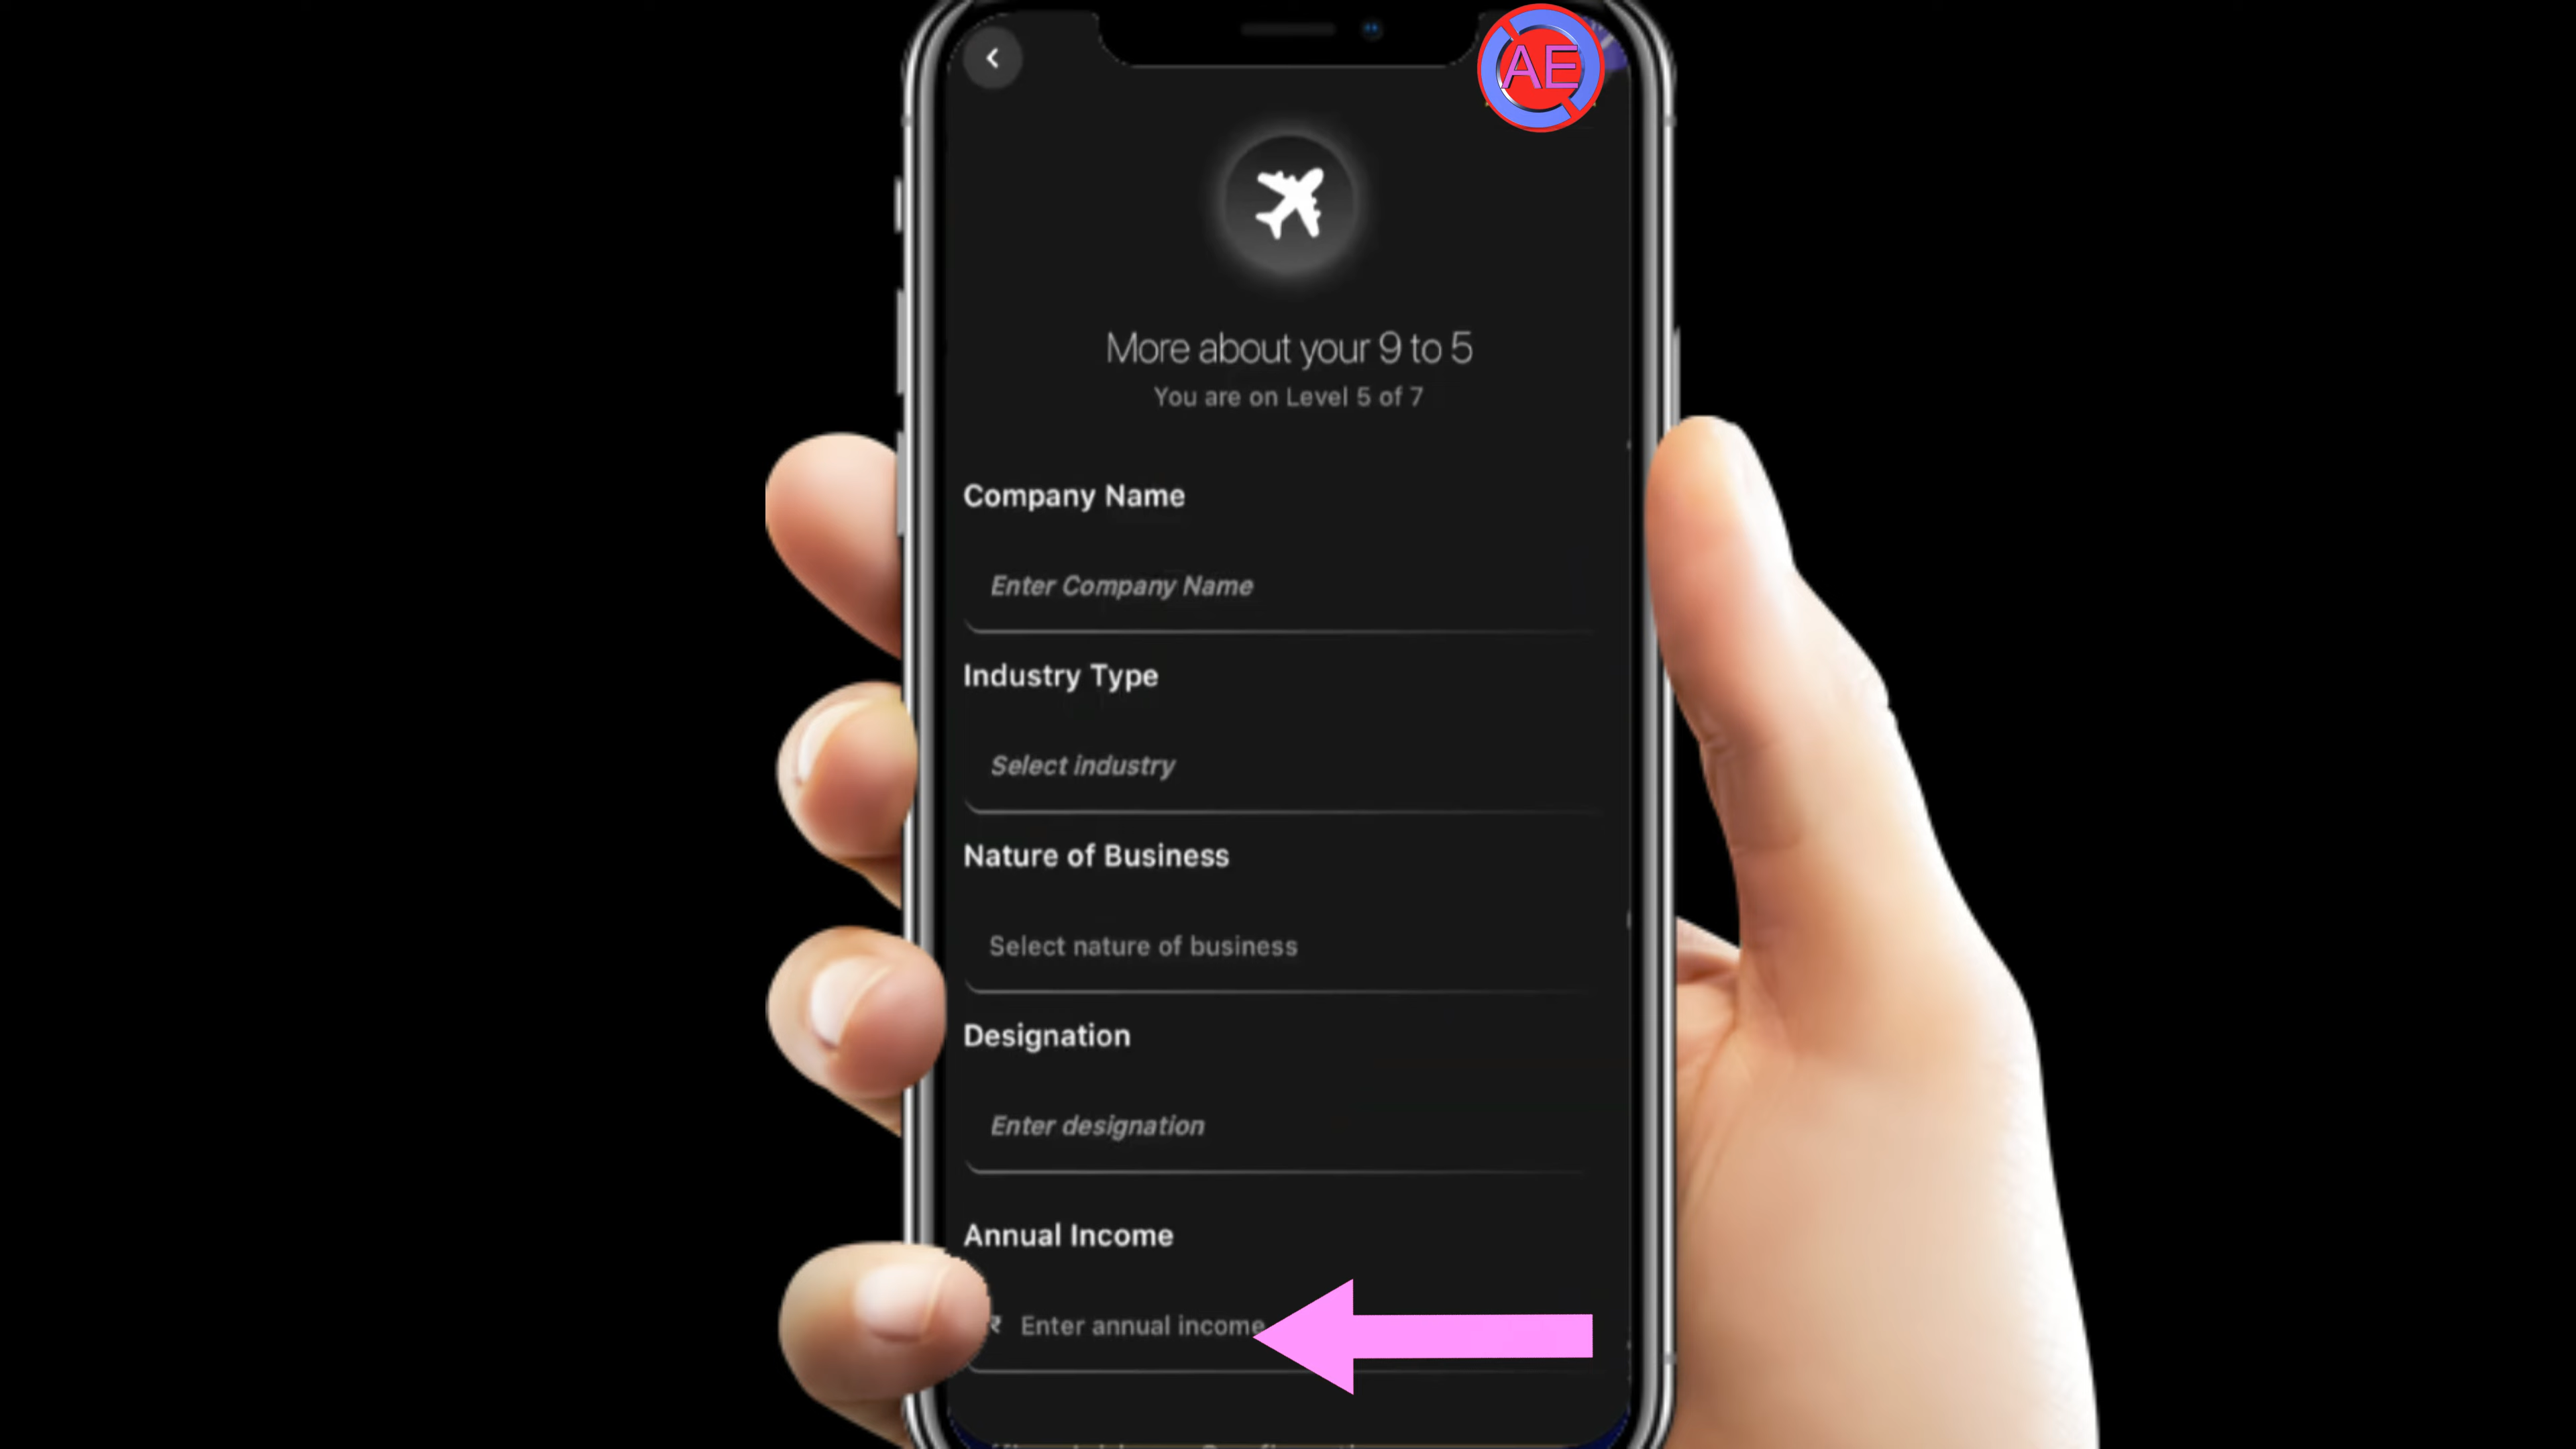 AE
More about your 9 to 5
You are on Level 5 of 7
Company Name
Enter Company Name
Industry Type
Select industry
Nature of Business
Select nature of business
Designation
Enter designation
Annual Income
₹ Enter annual income